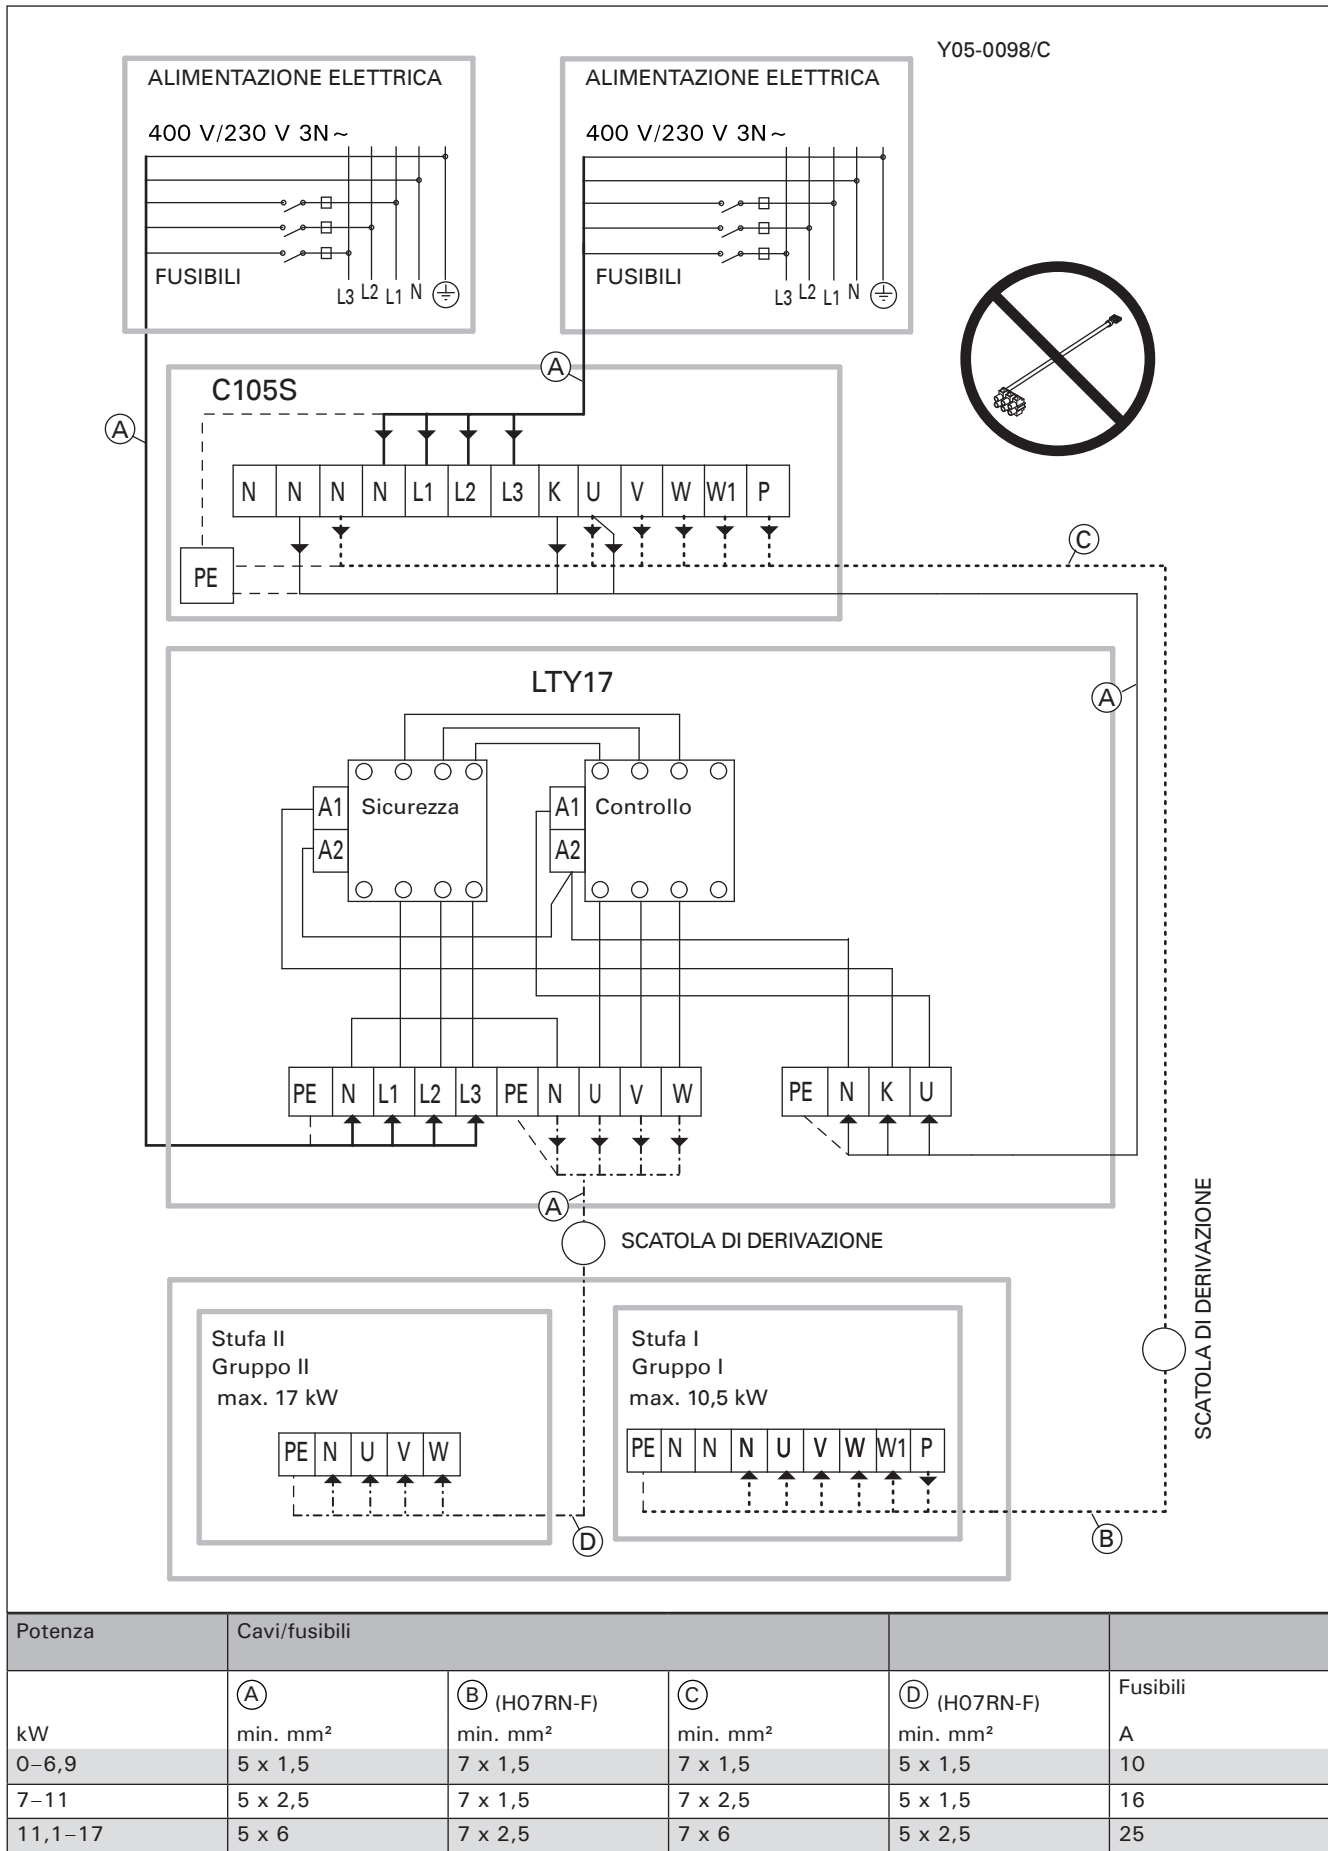 Y05-0098/C
ALIMENTAZIONE ELETTRICA
400 V/230 V 3N~
FUSIBILI
L3 L2 L1 N
ALIMENTAZIONE ELETTRICA
400 V/230 V 3N~
FUSIBILI
L3 L2 L1 N
A
A
C105S
N N N N L1 L2 L3 K U V W W1 P
PE
C
LTY17
A
A1 Sicurezza
A2
A1 Controllo
A2
PE N L1 L2 L3 PE N U V W
PE N K U
A
SCATOLA DI DERIVAZIONE
SCATOLA DI DERIVAZIONE
Stufa II
Gruppo II
max. 17 kW
PE N U V W
D
Stufa I
Gruppo I
max. 10,5 kW
PE N N N U V W W1 P
B
Potenza Cavi/fusibili
A B (H07RN-F) C D (H07RN-F) Fusibili
kW min. mm² min. mm² min. mm² min. mm² A
0–6,9 5 x 1,5 7 x 1,5 7 x 1,5 5 x 1,5 10
7–11 5 x 2,5 7 x 1,5 7 x 2,5 5 x 1,5 16
11,1–17 5 x 6 7 x 2,5 7 x 6 5 x 2,5 25